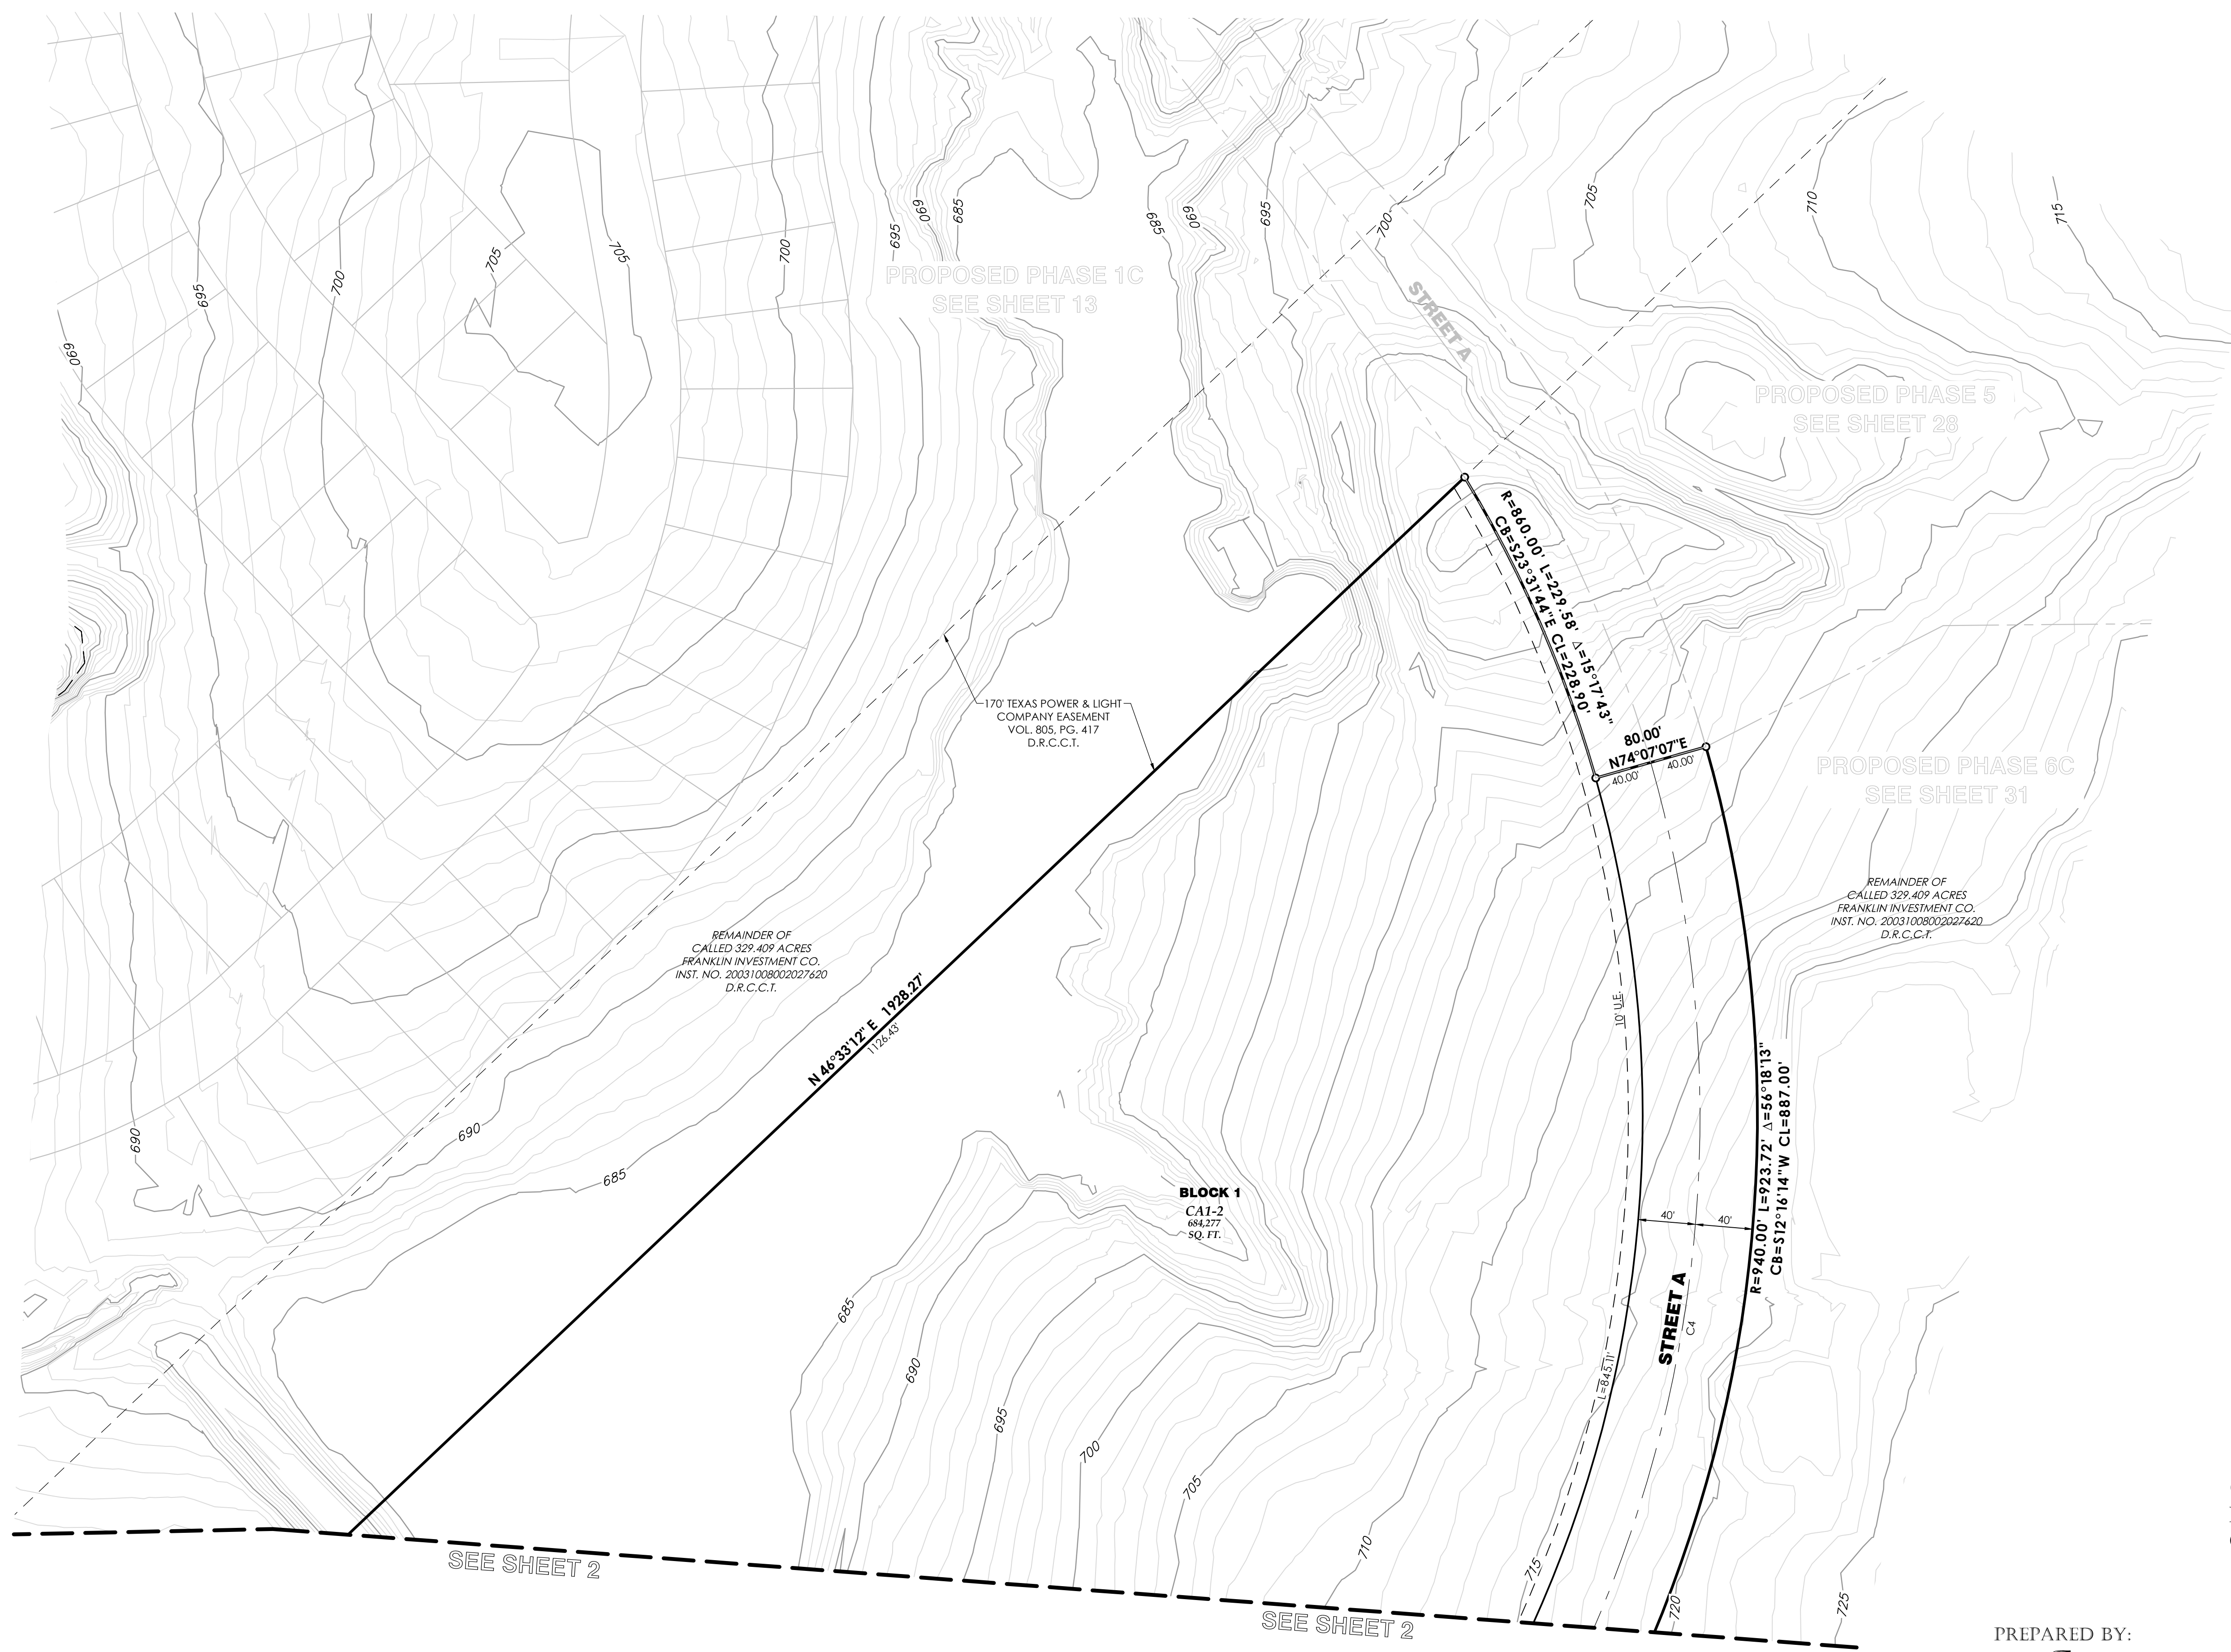 695
690
685
685
690
695
700
705
710
715
705
705
700
700
695
690
PROPOSED PHASE 1C
SEE SHEET 13
STREET A
PROPOSED PHASE 5
SEE SHEET 28
R=860.00' L=229.58' Δ=15°17'43"
CB=S23°31'44"E CL=228.90'
170' TEXAS POWER & LIGHT
COMPANY EASEMENT
VOL. 805, PG. 417
D.R.C.C.T.
80.00'
N74°07'07"E
40.00'
40.00'
PROPOSED PHASE 6C
SEE SHEET 31
REMAINDER OF
CALLED 329.409 ACRES
FRANKLIN INVESTMENT CO.
INST. NO. 20031008002027620
D.R.C.C.T.
REMAINDER OF
CALLED 329.409 ACRES
FRANKLIN INVESTMENT CO.
INST. NO. 20031008002027620
D.R.C.C.T.
N 46°33'12" E 1928.27'
1126.43'
10' U.E.
690
690
685
R=940.00' L=923.72' Δ=56°18'13"
CB=S12°16'14"W CL=887.00'
BLOCK 1
CA1-2
684,277
SQ. FT.
40'
40'
STREET A
C4
L=845.11'
685
690
695
700
705
710
715
720
725
SEE SHEET 2
SEE SHEET 2
PREPARED BY: